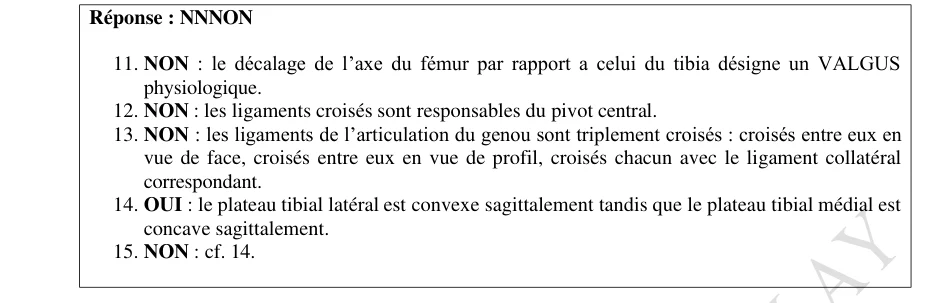 Réponse : NNNON
11. NON : le décalage de l'axe du fémur par rapport a celui du tibia désigne un VALGUS
physiologique.
12. NON : les ligaments croisés sont responsables du pivot central.
13. NON : les ligaments de l'articulation du genou sont triplement croisés : croisés entre eux en
vue de face, croisés entre eux en vue de profil, croisés chacun avec le ligament collatéral
correspondant.
14. OUI : le plateau tibial latéral est convexe sagittalement tandis que le plateau tibial médial est
concave sagittalement.
15. NON : cf. 14.